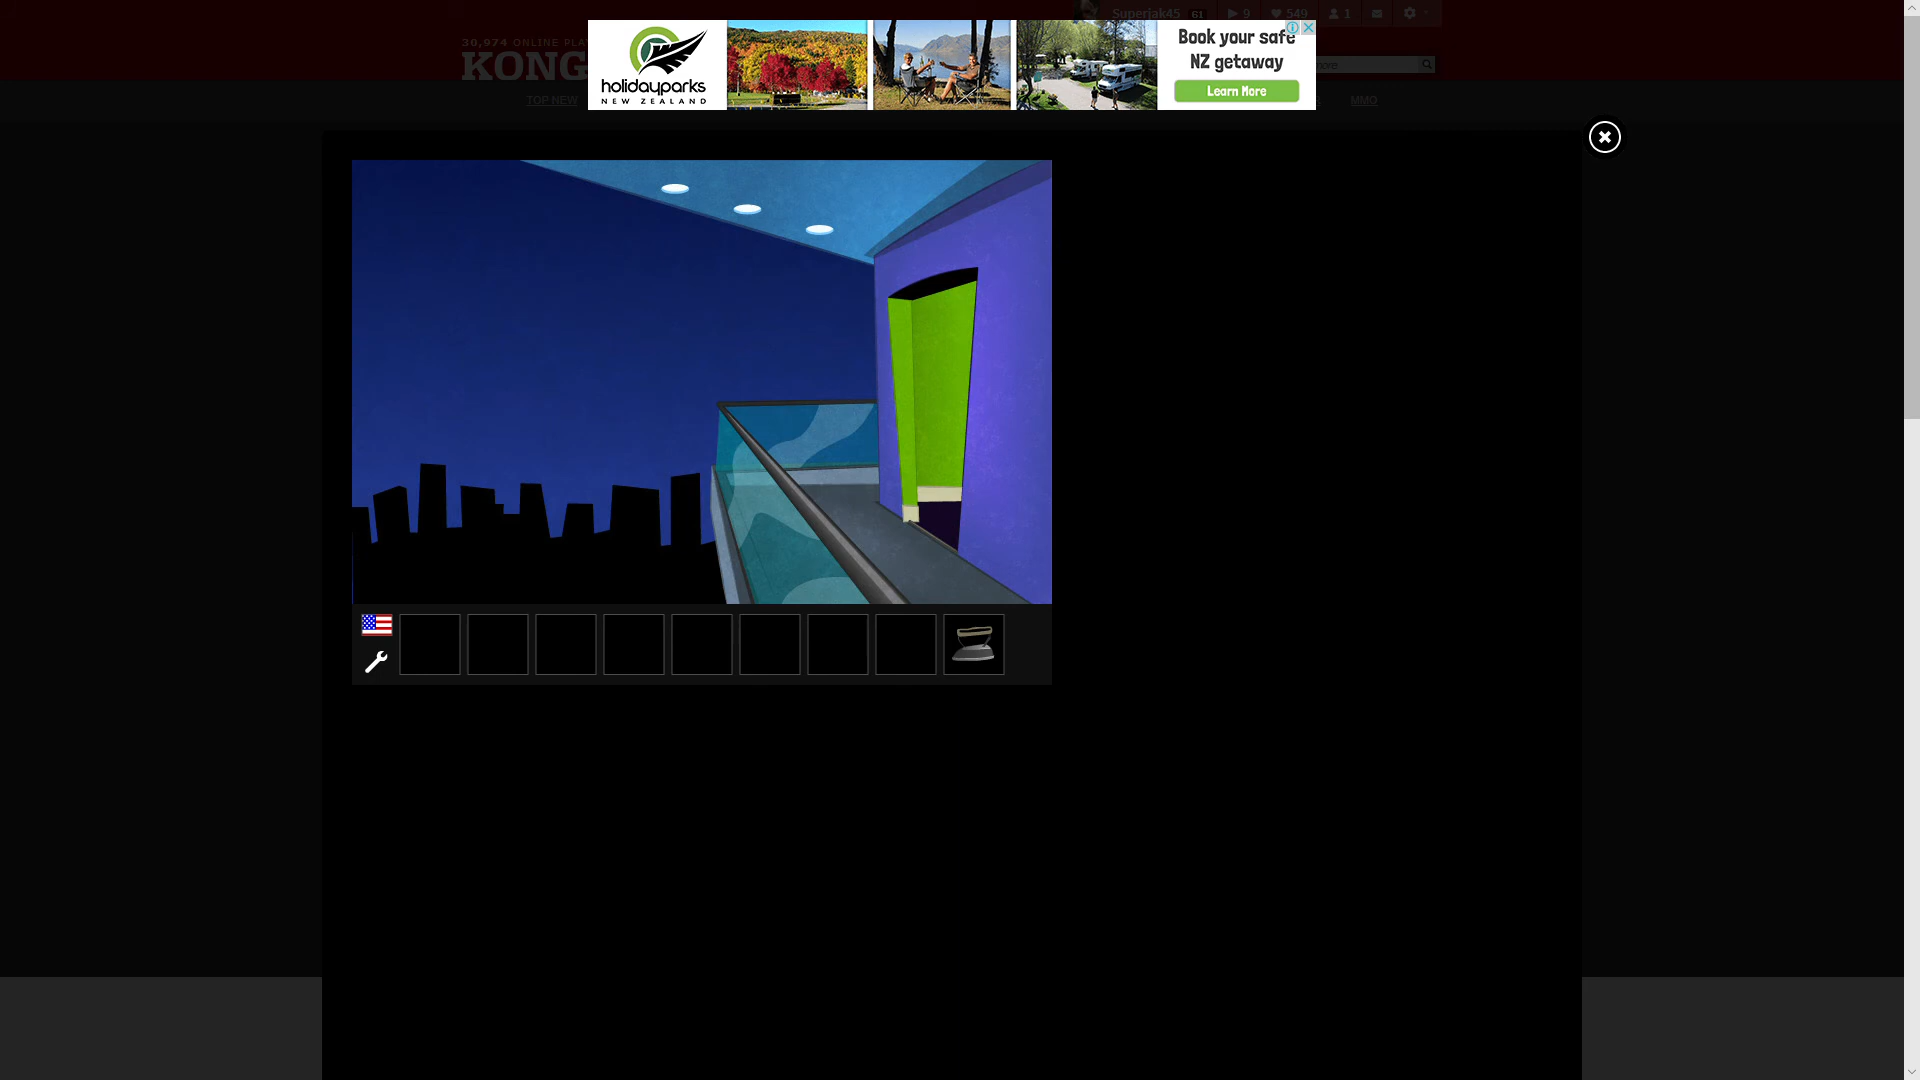 Superjak45 61 9 549 1
30,974 ONLINE PLA
KONG
more
TOP NEW
MMO
holidayparks
NEW ZEALAND
Book your safe
NZ getaway
Learn More